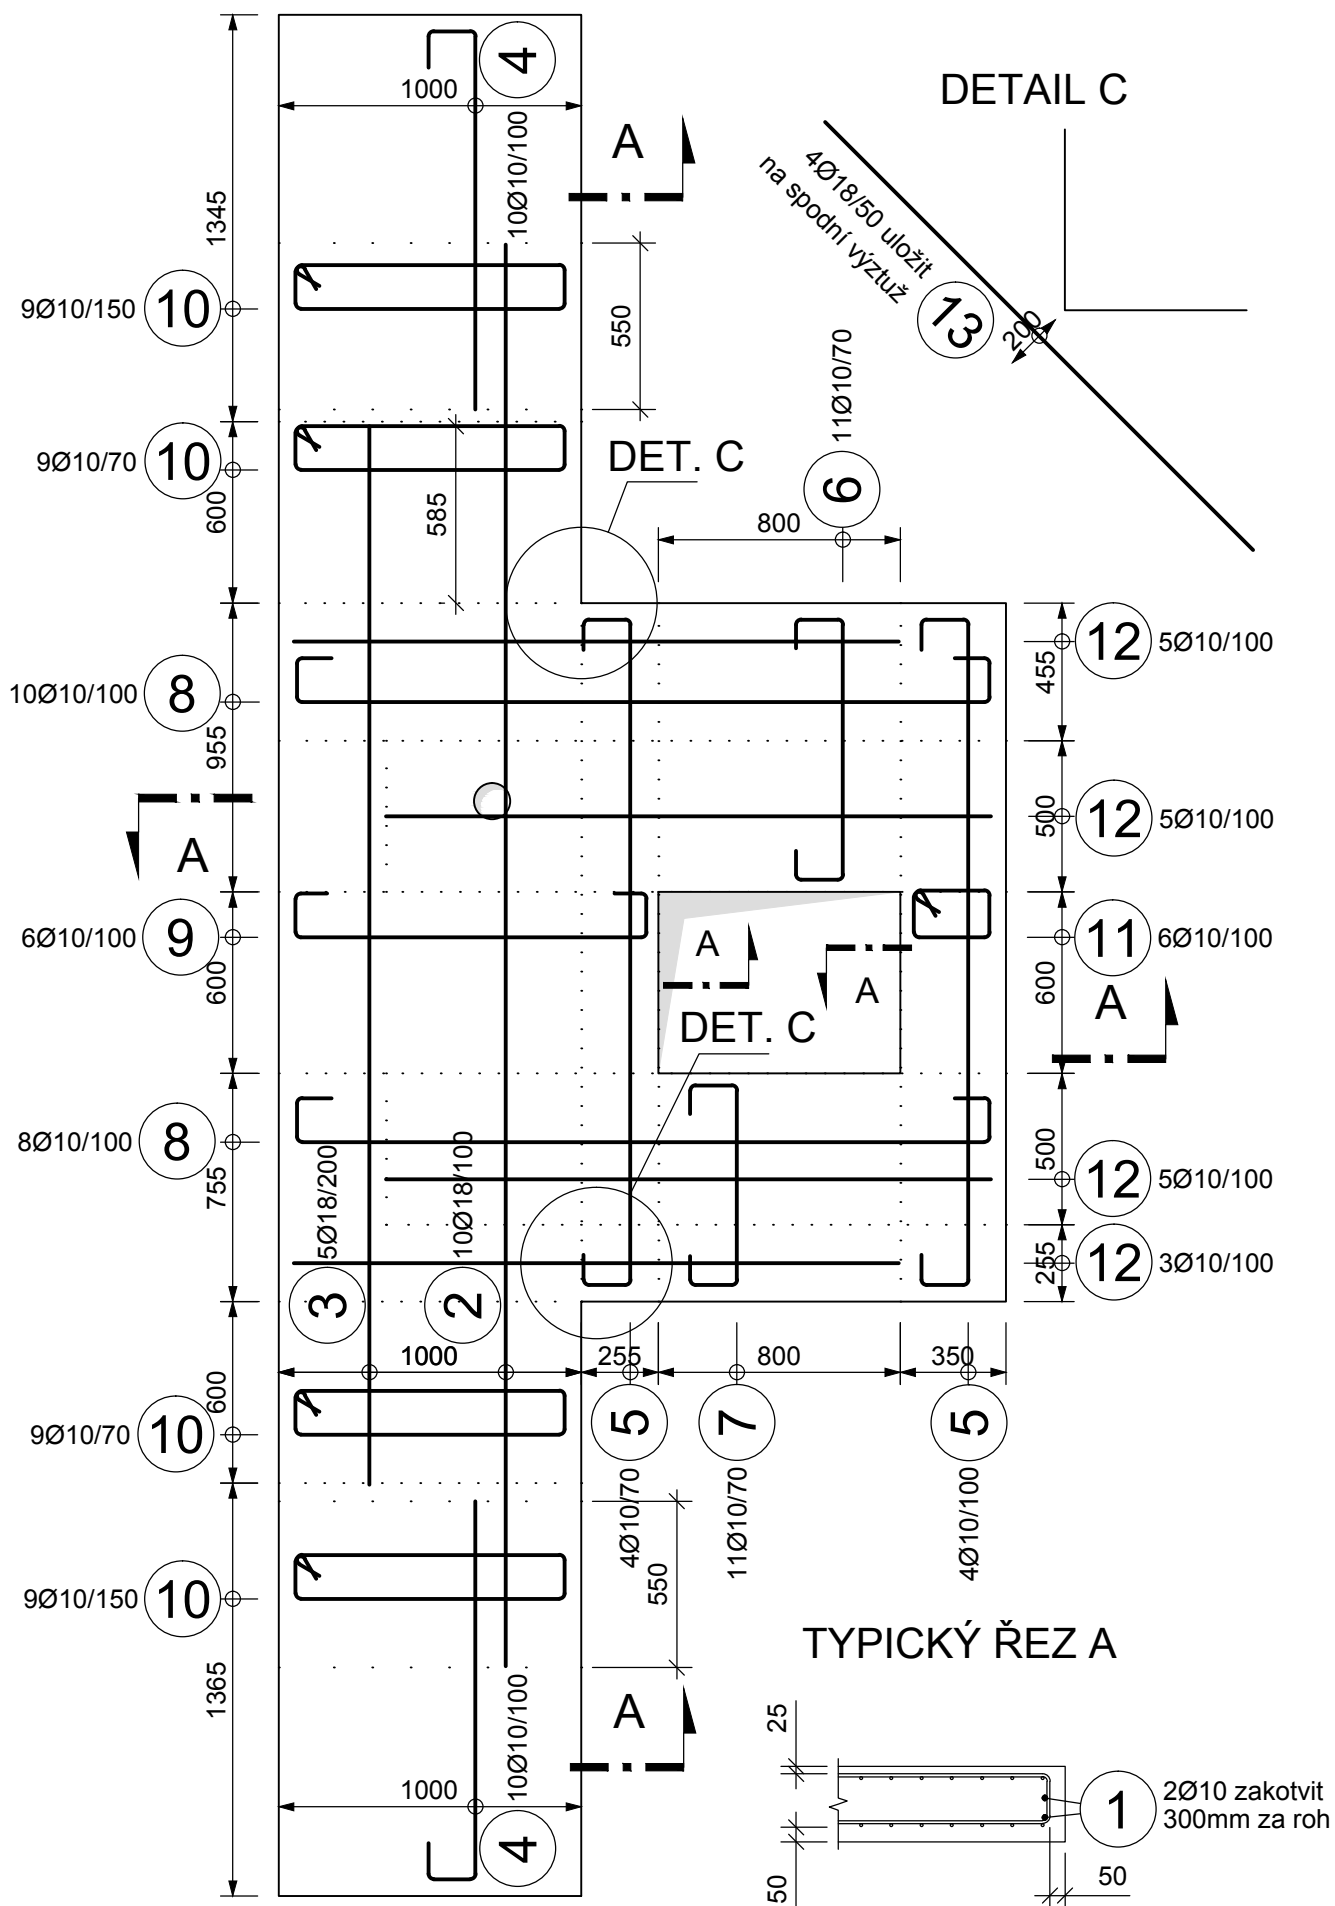 4
1000
10Ø10/100
A
DETAIL C
4Ø18/50 uložit
na spodní výztuž
13
200
1345
9Ø10/150
10
550
11Ø10/70
6
9Ø10/70
10
600
585
DET. C
800
12
5Ø10/100
455
10Ø10/100
8
955
500
12
5Ø10/100
A
6Ø10/100
9
600
A
A
11
6Ø10/100
600
A
DET. C
8Ø10/100
8
755
5Ø18/200
10Ø18/100
500
12
5Ø10/100
255
12
3Ø10/100
3
2
1000
255
800
350
600
9Ø10/70
10
5
7
5
4Ø10/70
11Ø10/70
4Ø10/100
9Ø10/150
10
550
TYPICKÝ ŘEZ A
1365
10Ø10/100
A
25
1000
4
1
2Ø10 zakotvit
300mm za roh
50
50